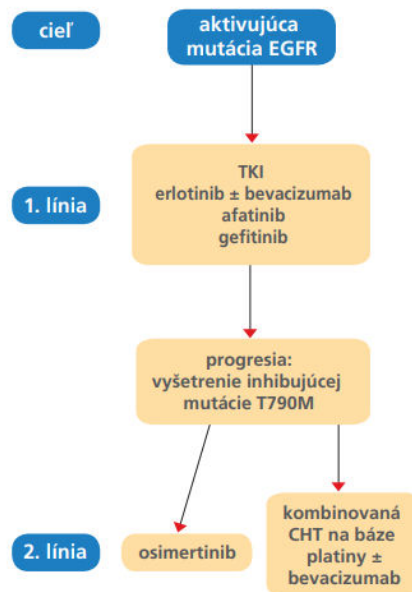 cieľ
aktivujúca
mutácia EGFR
1. línia
TKI
erlotinib ± bevacizumab
afatinib
gefitinib
progresia:
vyšetrenie inhibujúcej
mutácie T790M
2. línia
osimertinib
kombinovaná
CHT na báze
platiny ±
bevacizumab